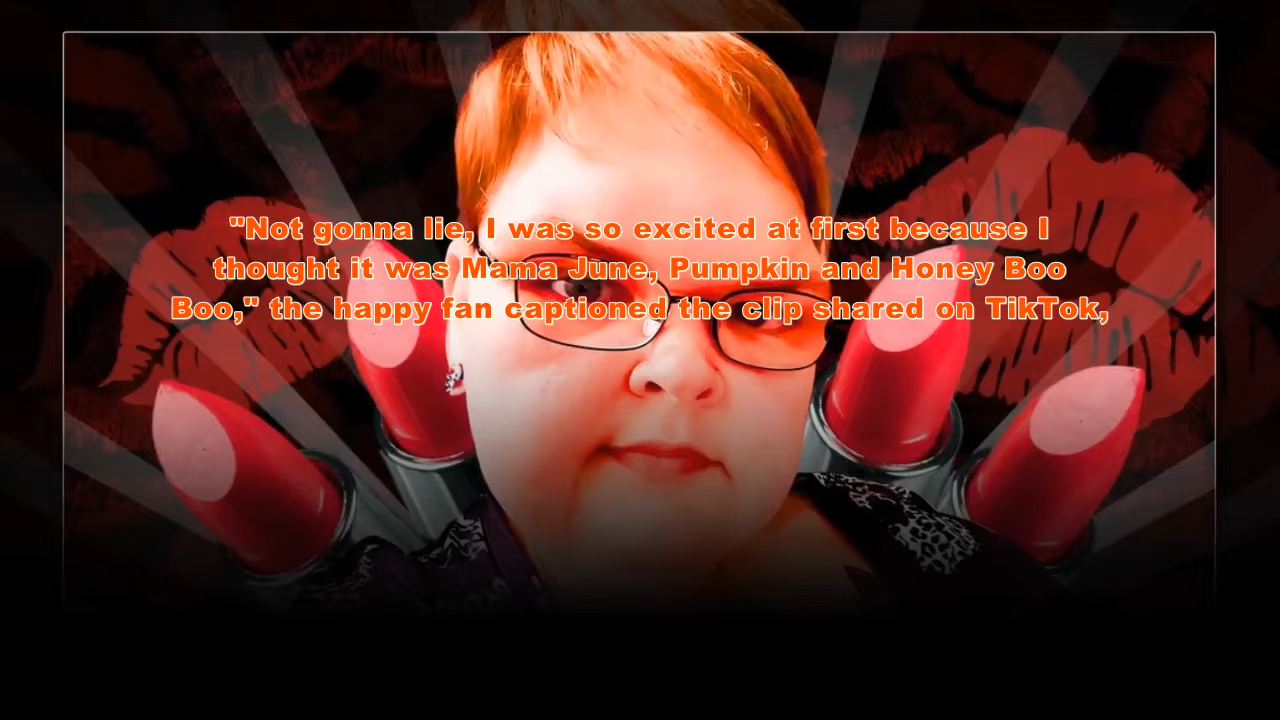 "Not gonna lie, I was so excited at first because I
thought it was Mama June, Pumpkin and Honey Boo
Boo," the happy fan captioned the clip shared on TikTok,